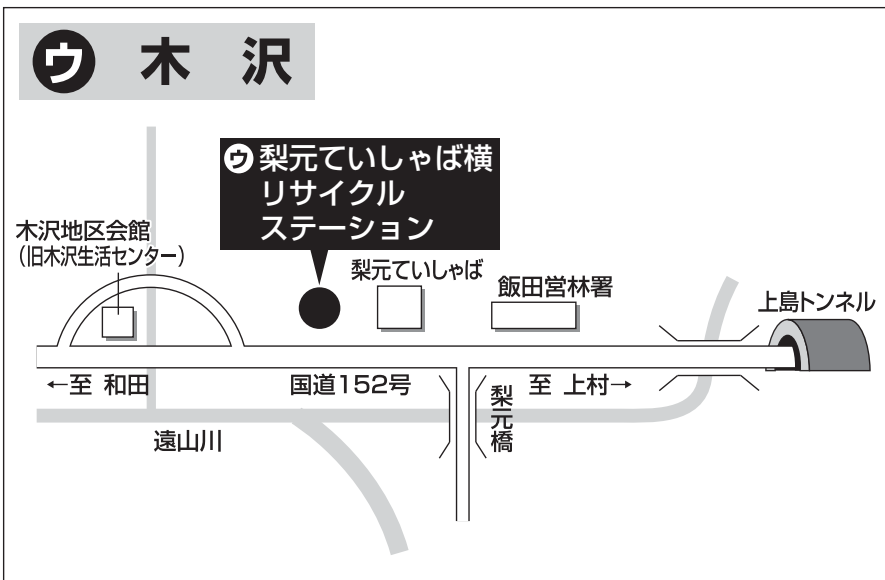 ウ 木沢
ウ 梨元ていしゃば横
リサイクル
ステーション
木沢地区会館
（旧木沢生活センター）
梨元ていしゃば
飯田営林署
上島トンネル
←至 和田
国道152号
至 上村→
梨元橋
遠山川